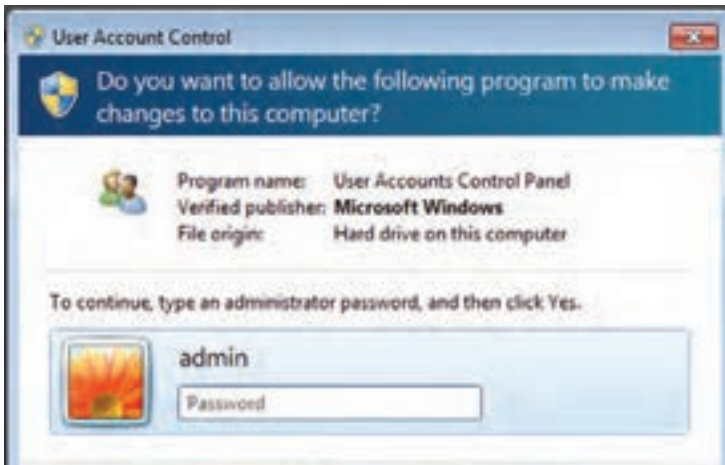 User Account Control
Do you want to allow the following program to make
changes to this computer?
Program name: User Accounts Control Panel
Verified publisher: Microsoft Windows
File origin: Hard drive on this computer
To continue, type an administrator password, and then click Yes.
admin
Password